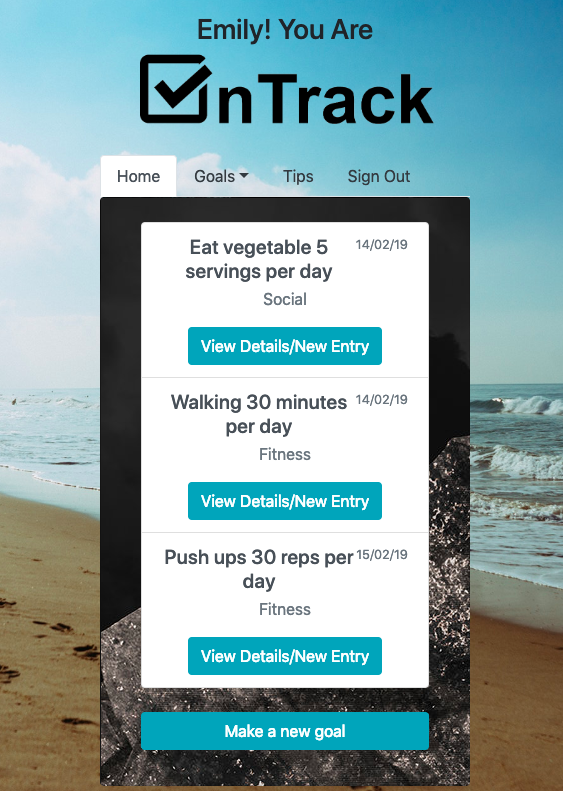 Emily! You Are
OnTrack
Home Goals Tips Sign Out
Eat vegetable 5 14/02/19
servings per day
Social
View Details/New Entry
Walking 30 minutes 14/02/19
per day
Fitness
View Details/New Entry
Push ups 30 reps per 15/02/19
day
Fitness
View Details/New Entry
Make a new goal